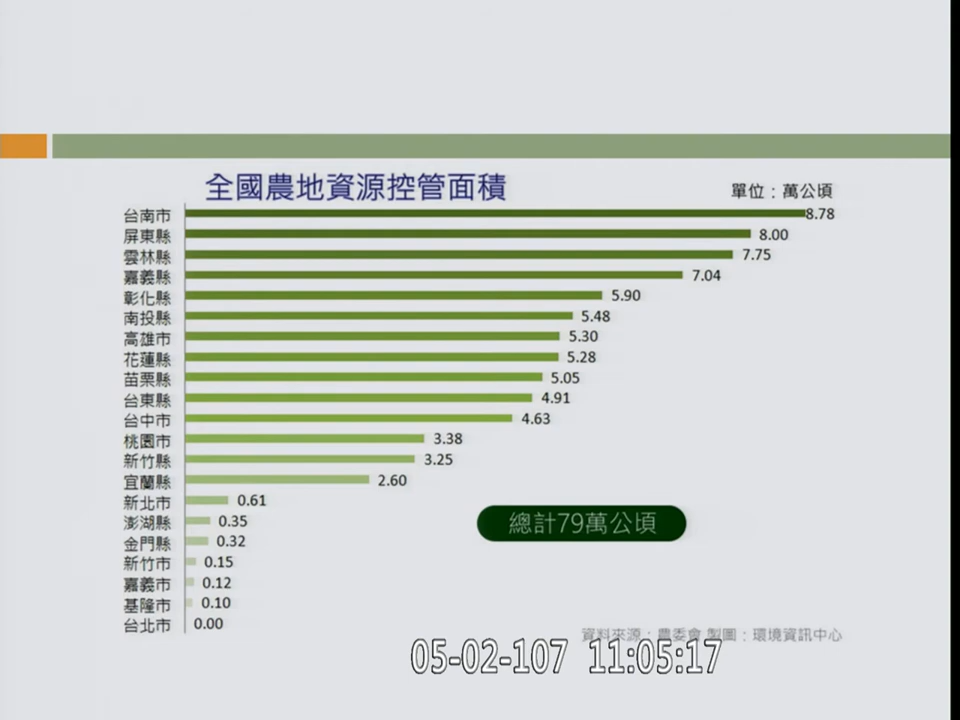 全國農地資源控管面積
單位：萬公頃
台南市 8.78
屏東縣 8.00
雲林縣 7.75
嘉義縣 7.04
彰化縣 5.90
南投縣 5.48
高雄市 5.30
花蓮縣 5.28
苗栗縣 5.05
台東縣 4.91
台中市 4.63
桃園市 3.38
新竹縣 3.25
宜蘭縣 2.60
新北市 0.61
澎湖縣 0.35
金門縣 0.32
新竹市 0.15
嘉義市 0.12
基隆市 0.10
台北市 0.00
總計79萬公頃
資料來源：農委會 製圖：環境資訊中心
05-02-107 11:05:17